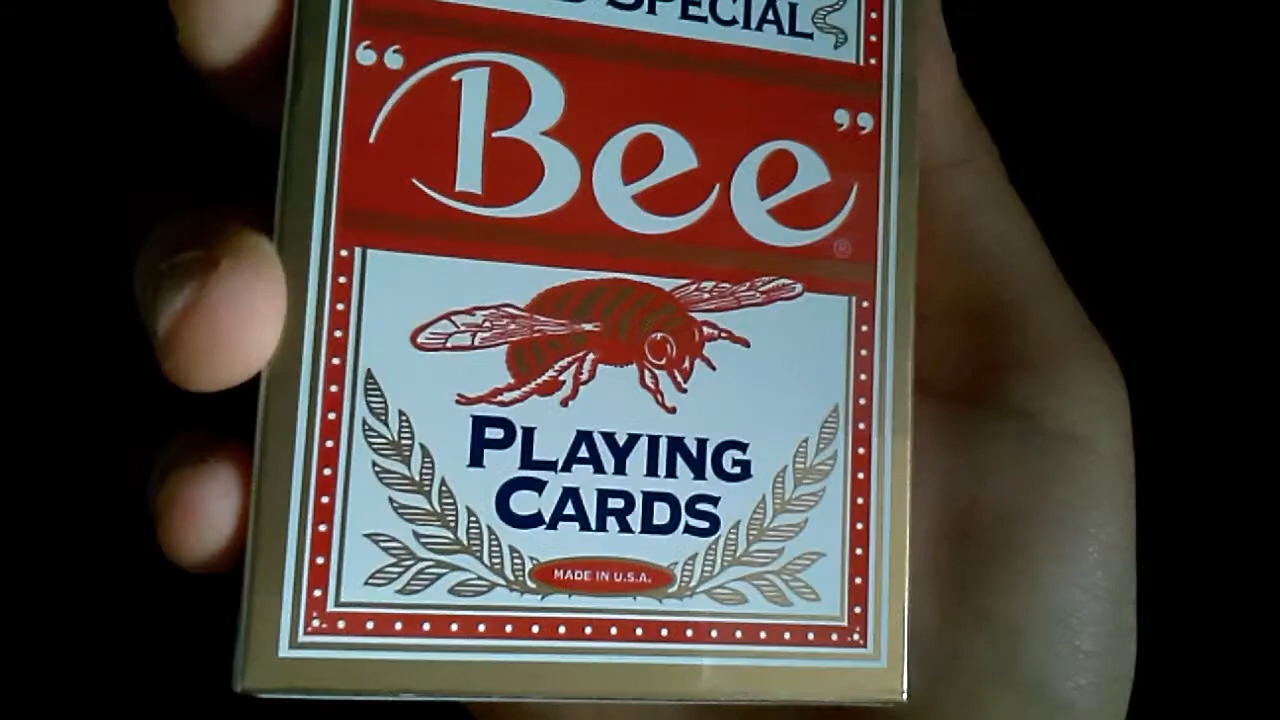 SPECIAL
“Bee”®
PLAYING
CARDS
MADE IN U.S.A.